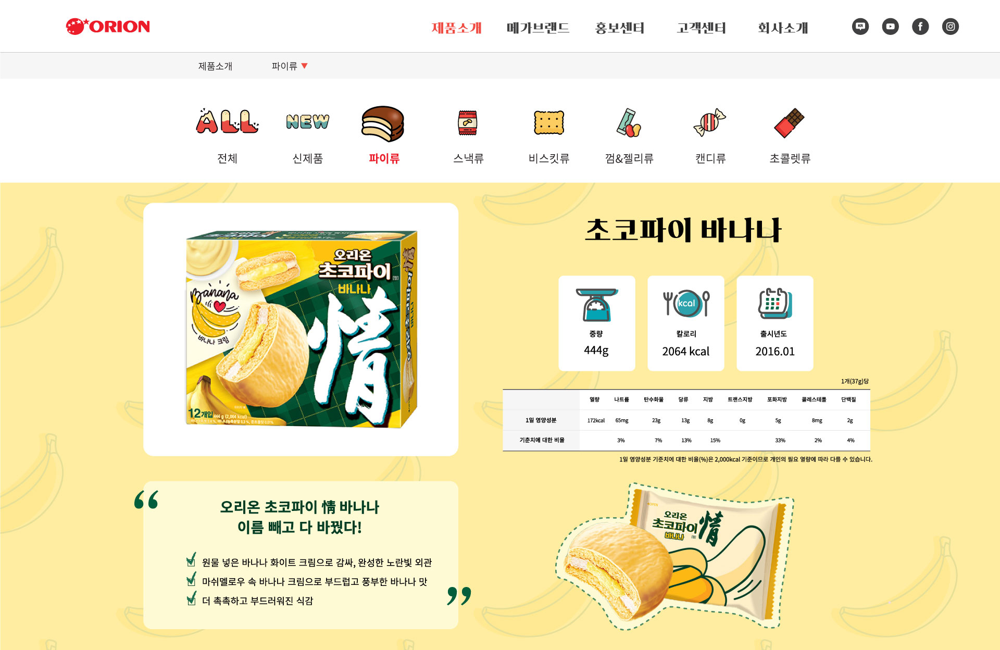 ORION
제품소개 메가브랜드 홍보센터 고객센터 회사소개
KR
제품소개 파이류
ALL NEW
전체 신제품 파이류 스낵류 비스킷류 껌&젤리류 캔디류 초콜렛류
초코파이 바나나
오리온
초코파이
[정]
바나나
情
banana
바나나 크림
12개입 444 g (2,064 kcal)
kcal
중량 칼로리 출시년도
444g 2064 kcal 2016.01
1개(37g)당
열량 나트륨 탄수화물 당류 지방 트랜스지방 포화지방 콜레스테롤 단백질
1일 영양성분 172kcal 65mg 23g 13g 8g 0g 5g 8mg 2g
기춘치에 대한 비율 3% 7% 13% 15% 33% 2% 4%
1일 영양성분 기준치에 대한 비율(%)은 2,000kcal 기준이므로 개인의 필요 열량에 따라 다를 수 있습니다.
“
오리온 초코파이 情 바나나
이름 빼고 다 바꿨다!
원물 넣은 바나나 화이트 크림으로 감싸, 완성한 노란빛 외관
마쉬멜로우 속 바나나 크림으로 부드럽고 풍부한 바나나 맛
더 촉촉하고 부드러워진 식감
”
OPEN
오리온
초코파이
바나나
[정]
情